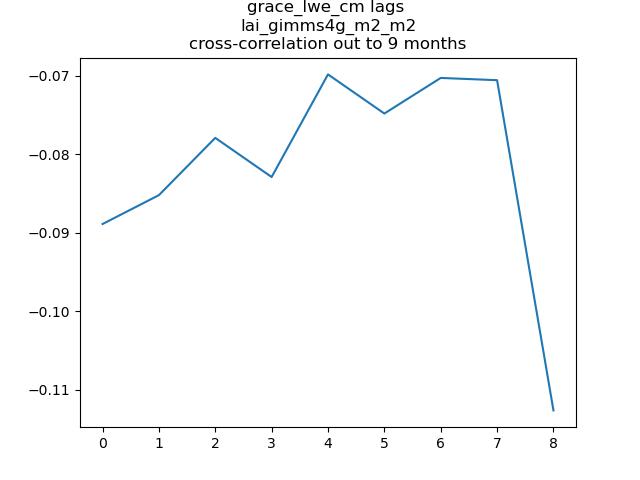 grace_lwe_cm lags
lai_gimms4g_m2_m2
cross-correlation out to 9 months
−0.07
−0.08
−0.09
−0.10
−0.11
0 1 2 3 4 5 6 7 8